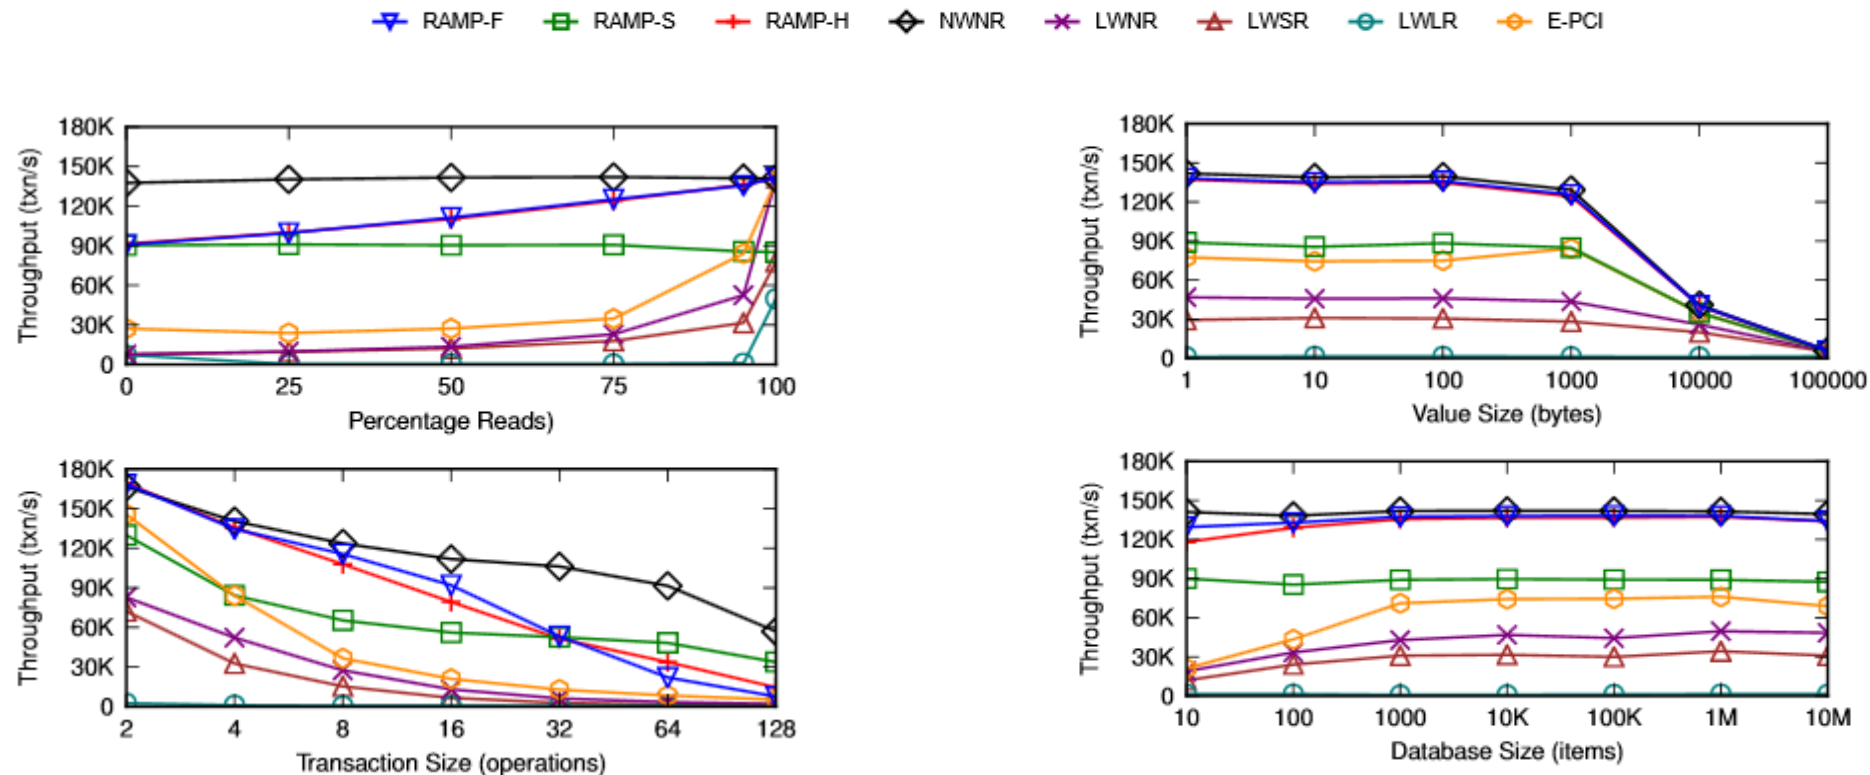 RAMP-F RAMP-S RAMP-H NWNR LWNR LWSR LWLR E-PCI
Throughput (txn/s)
180K
150K
120K
90K
60K
30K
0
0 25 50 75 100
Percentage Reads)
Throughput (txn/s)
180K
150K
120K
90K
60K
30K
0
1 10 100 1000 10000 100000
Value Size (bytes)
Throughput (txn/s)
180K
150K
120K
90K
60K
30K
0
2 4 8 16 32 64 128
Transaction Size (operations)
Throughput (txn/s)
180K
150K
120K
90K
60K
30K
0
10 100 1000 10K 100K 1M 10M
Database Size (items)